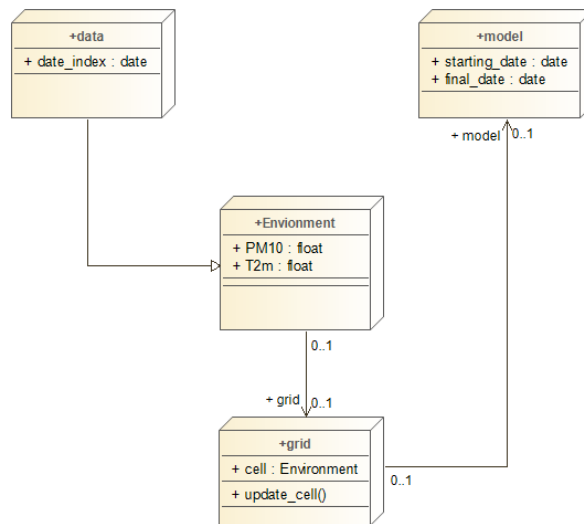 +data
+ date_index : date
+model
+ starting_date : date
+ final_date : date
+ model
0..1
+Envionment
+ PM10 : float
+ T2m : float
0..1
+ grid
0..1
+grid
+ cell : Environment
+ update_cell()
0..1